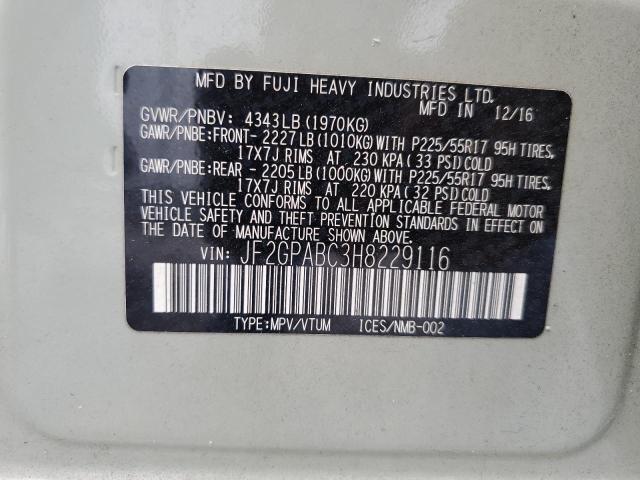 MFD BY FUJI HEAVY INDUSTRIES LTD.
MFD IN 12/16
GVWR/PNBV: 4343LB (1970KG)
GAWR/PNBE:FRONT- 2227LB (1010KG) WITH P225/55R17 95H TIRES,
17X7J RIMS AT 230 KPA (33 PSI) COLD
GAWR/PNBE:REAR - 2205LB (1000KG) WITH P225/55R17 95H TIRES,
17X7J RIMS AT 220 KPA (32 PSI) COLD
THIS VEHICLE CONFORMS TO ALL APPLICABLE FEDERAL MOTOR
VEHICLE SAFETY AND THEFT PREVENTION STANDARDS IN EFFECT ON
THE DATE OF MANUFACTURE SHOWN ABOVE.
VIN: JF2GPABC3H8229116
TYPE:MPV/VTUM ICES/NMB-002